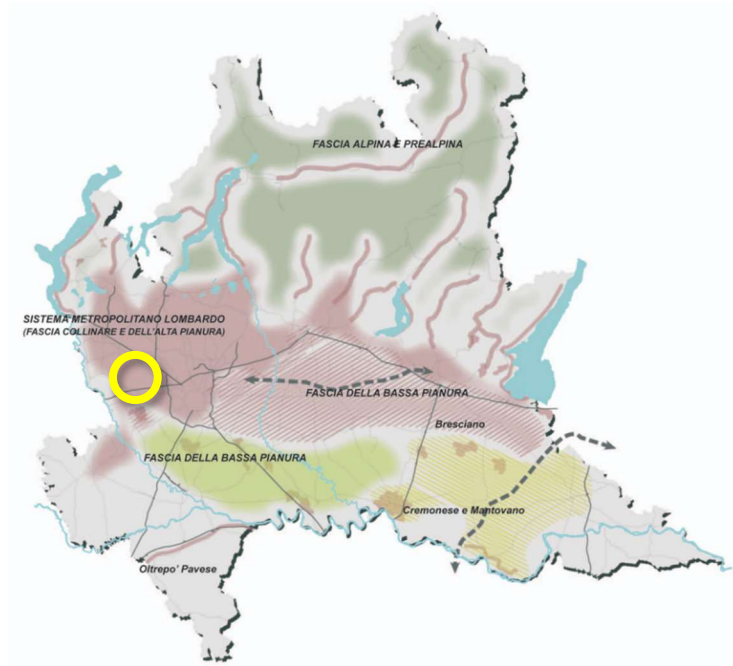 FASCIA ALPINA E PREALPINA
SISTEMA METROPOLITANO LOMBARDO
(FASCIA COLLINARE E DELL'ALTA PIANURA)
FASCIA DELLA BASSA PIANURA
Bresciano
FASCIA DELLA BASSA PIANURA
Cremonese e Mantovano
Oltrepo' Pavese